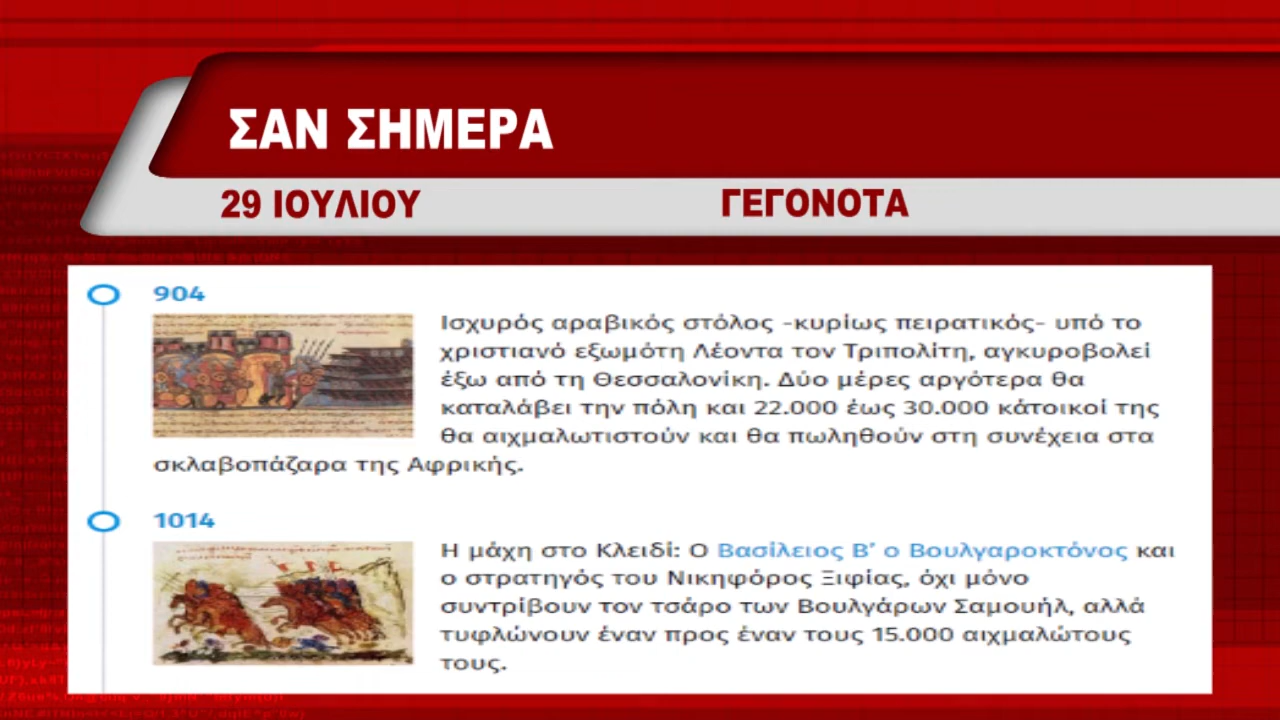 ΣΑΝ ΣΗΜΕΡΑ
29 ΙΟΥΛΙΟΥ
ΓΕΓΟΝΟΤΑ
904
Ισχυρός αραβικός στόλος -κυρίως πειρατικός- υπό το
χριστιανό εξωμότη Λέοντα τον Τριπολίτη, αγκυροβολεί
έξω από τη Θεσσαλονίκη. Δύο μέρες αργότερα θα
καταλάβει την πόλη και 22.000 έως 30.000 κάτοικοί της
θα αιχμαλωτιστούν και θα πωληθούν στη συνέχεια στα
σκλαβοπάζαρα της Αφρικής.
1014
Η μάχη στο Κλειδί: Ο Βασίλειος Β’ ο Βουλγαροκτόνος και
ο στρατηγός του Νικηφόρος Ξιφίας, όχι μόνο
συντρίβουν τον τσάρο των Βουλγάρων Σαμουήλ, αλλά
τυφλώνουν έναν προς έναν τους 15.000 αιχμαλώτους
τους.